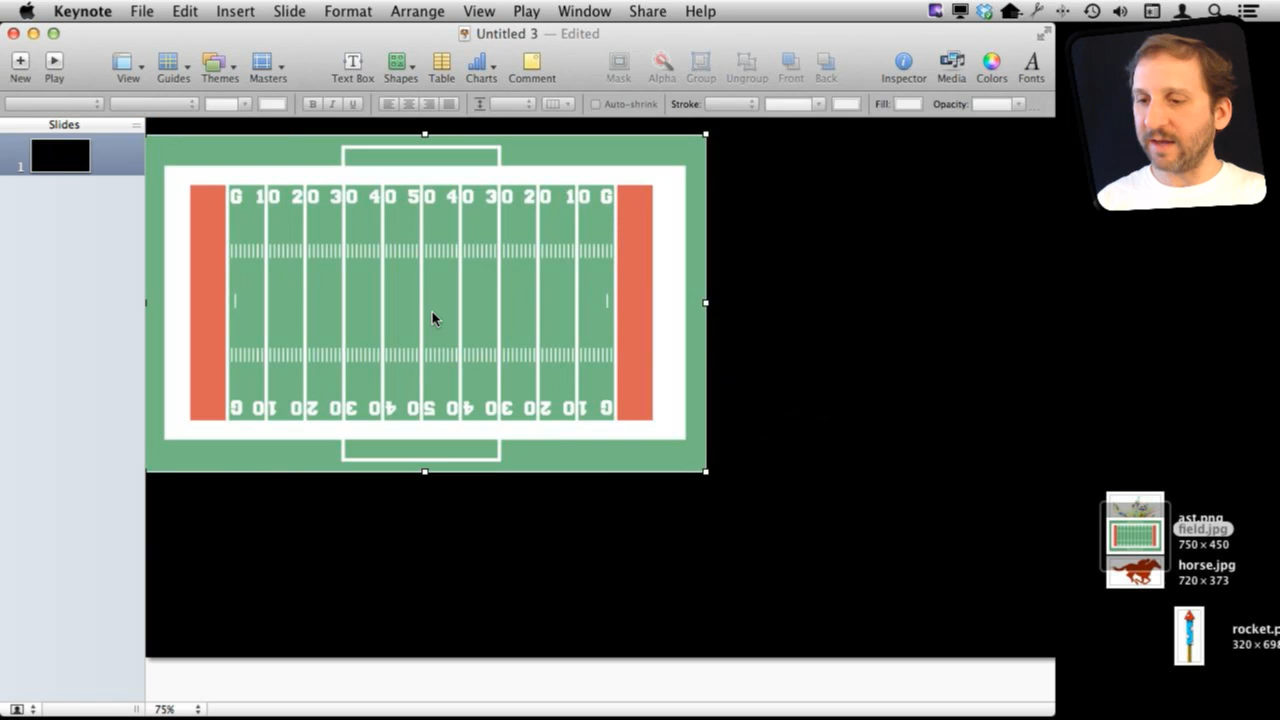 Keynote File Edit Insert Slide Format Arrange View Play Window Share Help
Untitled 3 — Edited
New Play View Guides Themes Masters Text Box Shapes Table Charts Comment Mask Alpha Group Ungroup Front Back Inspector Media Colors Fonts
B I U Auto-shrink Stroke: Fill: Opacity:
Slides
1
G 10 20 30 40 50 40 30 20 10 G
G 10 20 30 40 50 40 30 20 10 G
ast.png
field.jpg
750 × 450
horse.jpg
720 × 373
rocket.p
320 × 698
75%